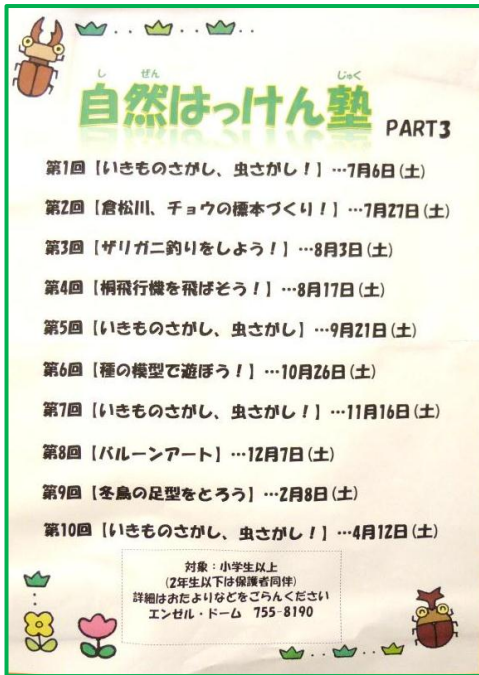 しぜん じゅく
自然はっけん塾 PART3
第1回【いきものさがし、虫さがし！】…7月6日(土)
第2回【倉松川、チョウの標本づくり！】…7月27日(土)
第3回【ザリガニ釣りをしよう！】…8月3日(土)
第4回【桐飛行機を飛ばそう！】…8月17日(土)
第5回【いきものさがし、虫さがし】…9月21日(土)
第6回【種の模型で遊ぼう！】…10月26日(土)
第7回【いきものさがし、虫さがし！】…11月16日(土)
第8回【バルーンアート】…12月7日(土)
第9回【冬鳥の足型をとろう】…2月8日(土)
第10回【いきものさがし、虫さがし！】…4月12日(土)
対象：小学生以上
(2年生以下は保護者同伴)
詳細はおたよりなどをごらんください
エンゼル・ドーム 755-8190